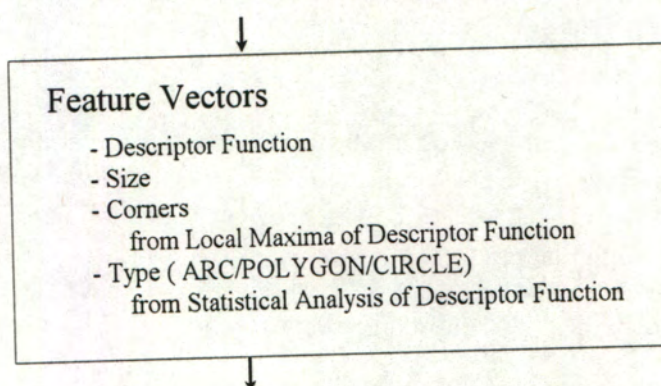 Feature Vectors
- Descriptor Function
- Size
- Corners
from Local Maxima of Descriptor Function
- Type ( ARC/POLYGON/CIRCLE)
from Statistical Analysis of Descriptor Function